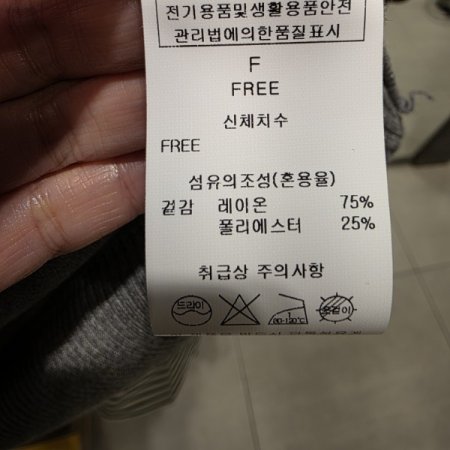 전기용품및생활용품안전
관리법에의한품질표시
F
FREE
신체치수
FREE
섬유의조성(혼용율)
겉감 레이온 75%
폴리에스터 25%
취급상 주의사항
드라이
옷걸이